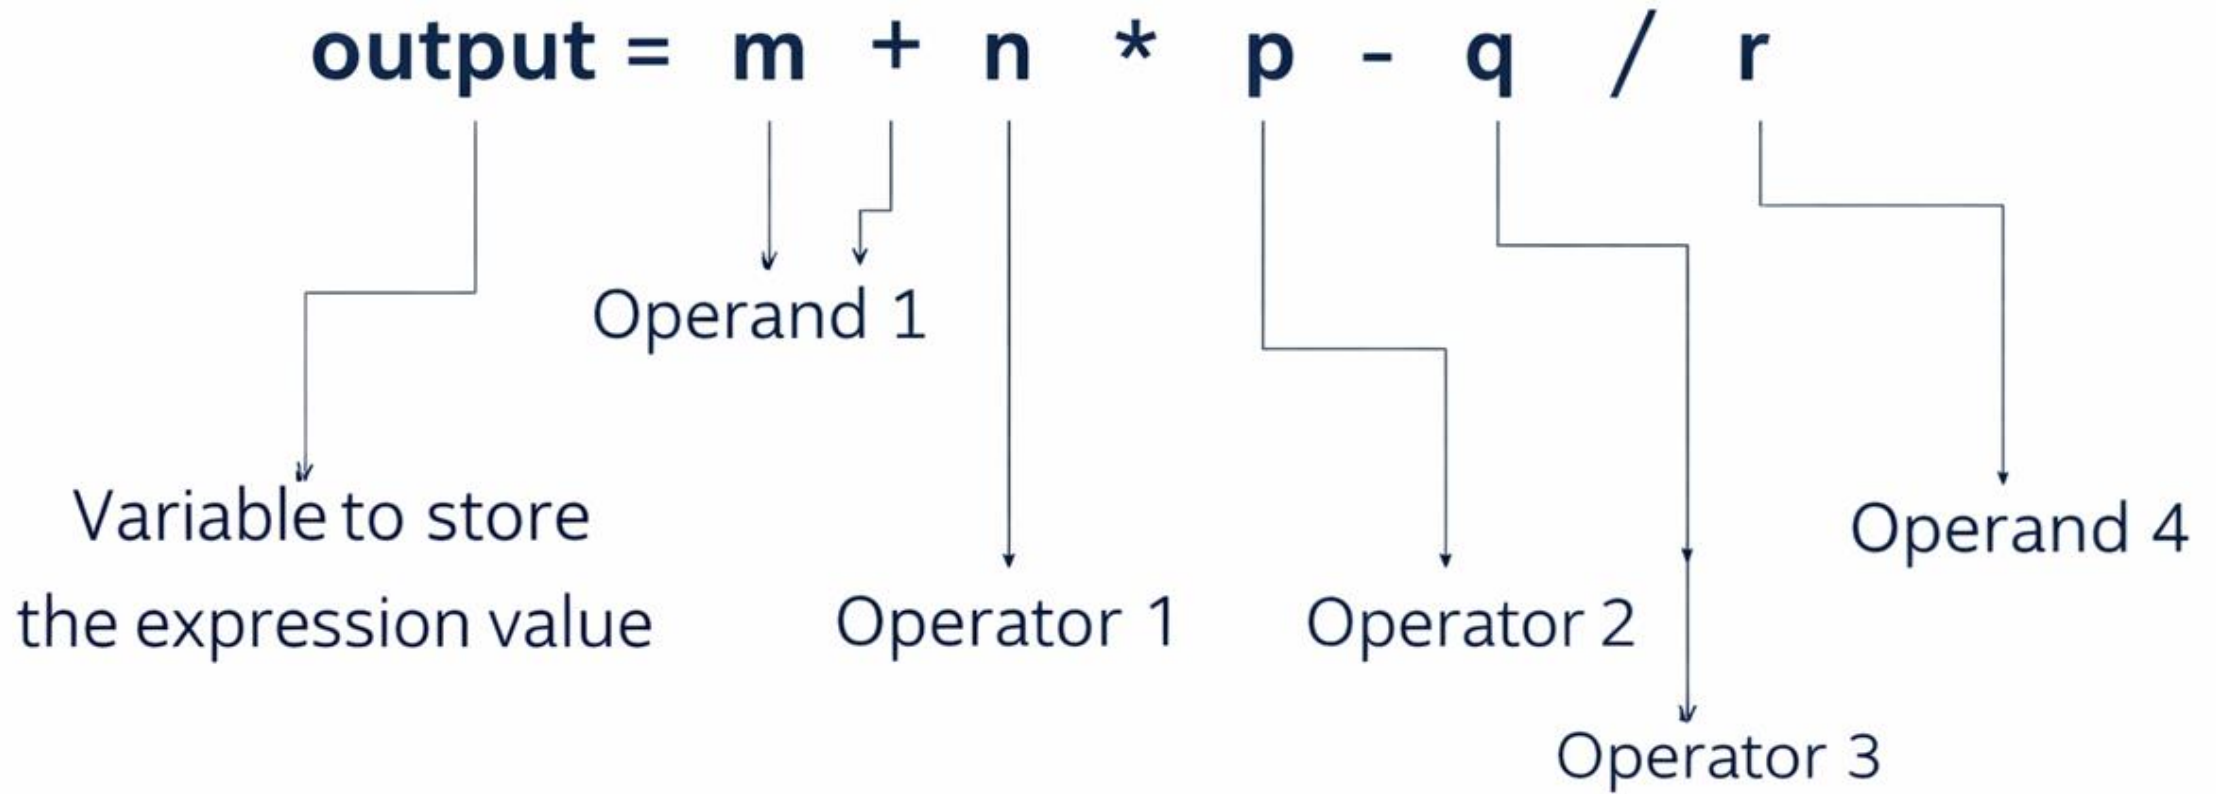 output = m + n * p - q / r
Operand 1
Variable to store
the expression value
Operator 1
Operator 2
Operator 3
Operand 4